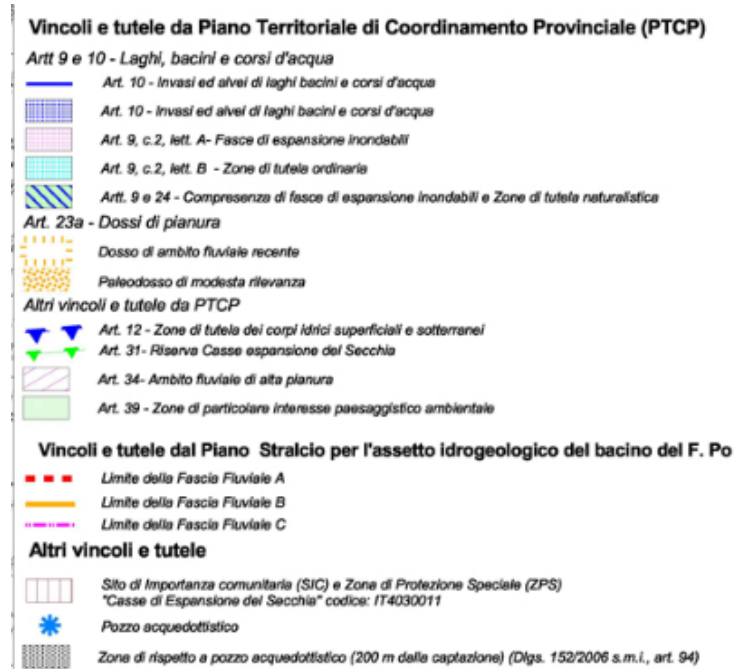 Vincoli e tutele da Piano Territoriale di Coordinamento Provinciale (PTCP)
Artt 9 e 10 - Laghi, bacini e corsi d'acqua
Art. 10 - Invasi ed alvei di laghi bacini e corsi d'acqua
Art. 10 - Invasi ed alvei di laghi bacini e corsi d'acqua
Art. 9, c.2, lett. A- Fasce di espansione inondabili
Art. 9, c.2, lett. B - Zone di tutela ordinaria
Artt. 9 e 24 - Compresenza di fasce di espansione inondabili e Zone di tutela naturalistica
Art. 23a - Dossi di pianura
Dosso di ambito fluviale recente
Paleodosso di modesta rilevanza
Altri vincoli e tutele da PTCP
Art. 12 - Zone di tutela dei corpi idrici superficiali e sotterranei
Art. 31- Riserva Casse espansione del Secchia
Art. 34- Ambito fluviale di alta pianura
Art. 39 - Zone di particolare interesse paesaggistico ambientale
Vincoli e tutele dal Piano Stralcio per l'assetto idrogeologico del bacino del F. Po
Limite della Fascia Fluviale A
Limite della Fascia Fluviale B
Limite della Fascia Fluviale C
Altri vincoli e tutele
Sito di Importanza comunitaria (SIC) e Zona di Protezione Speciale (ZPS)
"Casse di Espansione del Secchia" codice: IT4030011
Pozzo acquedottistico
Zona di rispetto a pozzo acquedottistico (200 m dalla captazione) (Dlgs. 152/2006 s.m.i., art. 94)